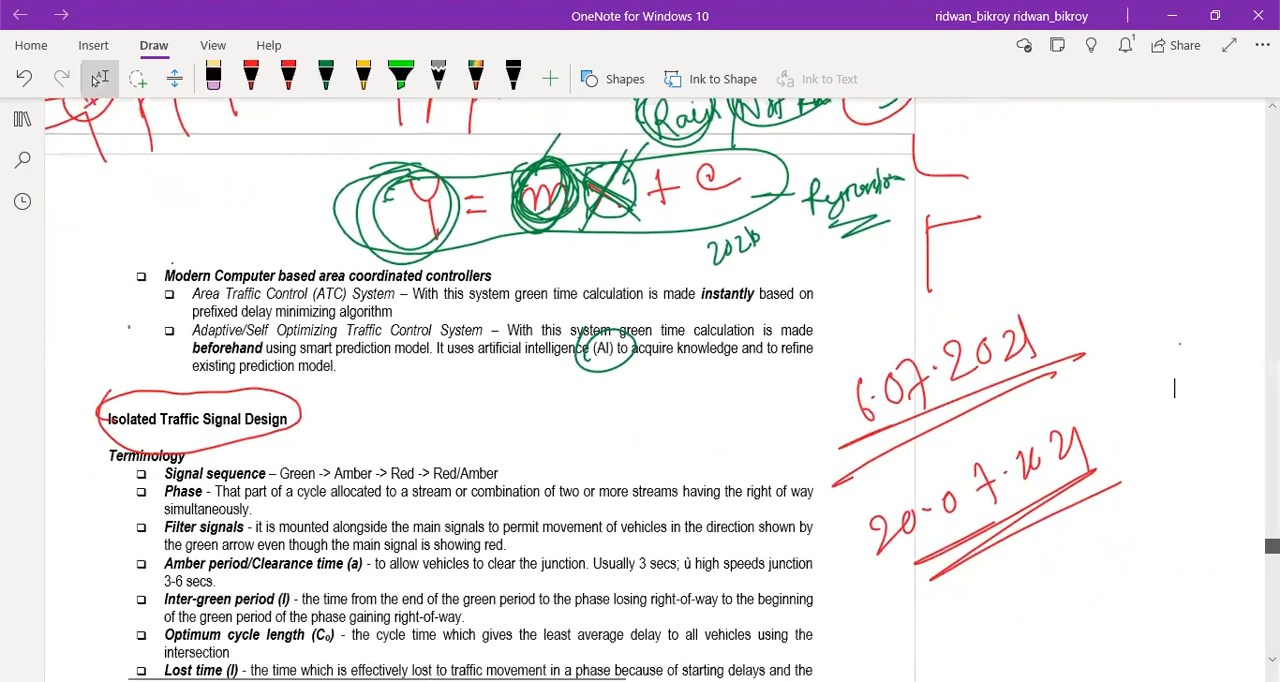 OneNote for Windows 10
ridwan_bikroy ridwan_bikroy
Home Insert Draw View Help
Share
Shapes
Ink to Shape
Ink to Text
Rain Not
Y = m X + C
Regression
❑ Modern Computer based area coordinated controllers
❑ Area Traffic Control (ATC) System – With this system green time calculation is made instantly based on
prefixed delay minimizing algorithm
❑ Adaptive/Self Optimizing Traffic Control System – With this system green time calculation is made
beforehand using smart prediction model. It uses artificial intelligence (AI) to acquire knowledge and to refine
existing prediction model.
6.07.2021
Isolated Traffic Signal Design
20.07.2021
Terminology
❑ Signal sequence – Green -> Amber -> Red -> Red/Amber
❑ Phase - That part of a cycle allocated to a stream or combination of two or more streams having the right of way
simultaneously.
❑ Filter signals - it is mounted alongside the main signals to permit movement of vehicles in the direction shown by
the green arrow even though the main signal is showing red.
❑ Amber period/Clearance time (a) - to allow vehicles to clear the junction. Usually 3 secs; ù high speeds junction
3-6 secs.
❑ Inter-green period (I) - the time from the end of the green period to the phase losing right-of-way to the beginning
of the green period of the phase gaining right-of-way.
❑ Optimum cycle length (Co) - the cycle time which gives the least average delay to all vehicles using the
intersection
❑ Lost time (l) - the time which is effectively lost to traffic movement in a phase because of starting delays and the